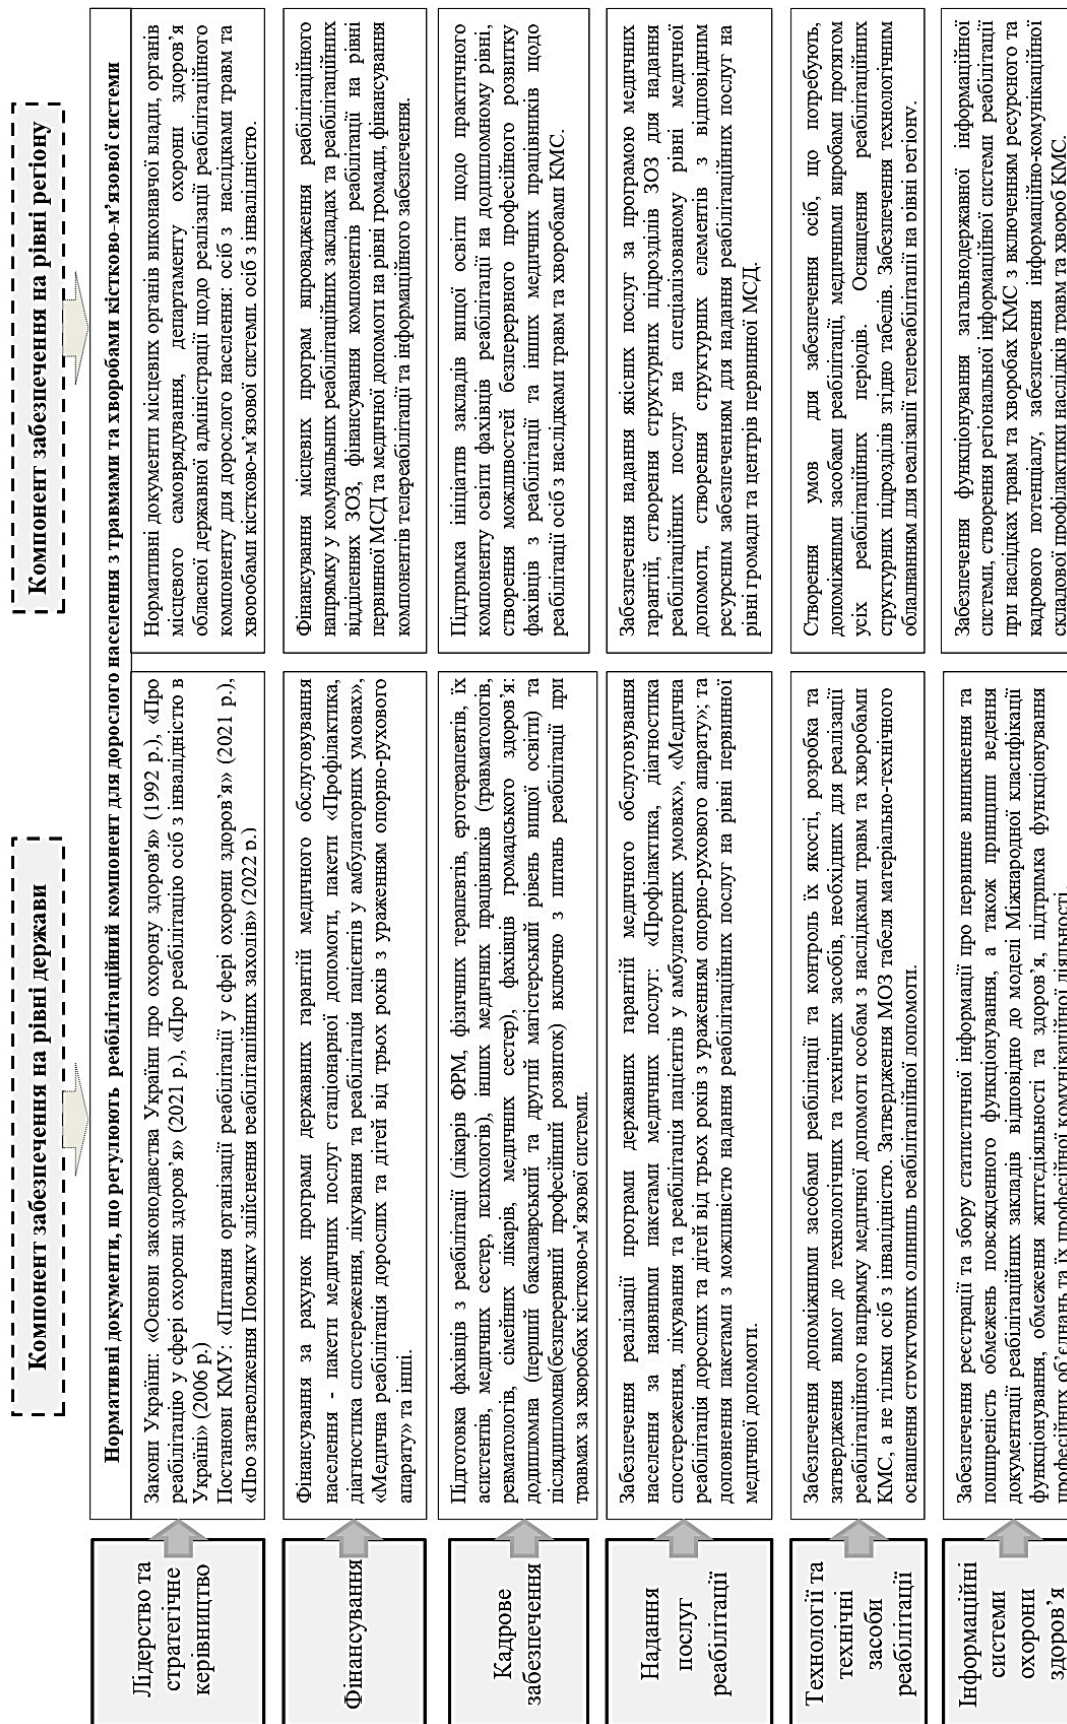 Компонент забезпечення на рівні держави
Компонент забезпечення на рівні регіону
Нормативні документи, що регулюють реабілітаційний компонент для дорослого населення з травмами та хворобами кістково-м’язової системи
Лідерство та
стратегічне
керівництво
Закони України: «Основи законодавства України про охорону здоров'я» (1992 р.), «Про
реабілітацію у сфері охорони здоров'я» (2021 р.), «Про реабілітацію осіб з інвалідністю в
Україні» (2006 р.)
Постанови КМУ: «Питання організації реабілітації у сфері охорони здоров’я» (2021 р.),
«Про затвердження Порядку здійснення реабілітаційних заходів» (2022 р.)
Нормативні документи місцевих органів виконавчої влади, органів
місцевого самоврядування, департаменту охорони здоров’я
обласної державної адміністрації щодо реалізації реабілітаційного
компоненту для дорослого населення: осіб з наслідками травм та
хворобами кістково-м’язової системи, осіб з інвалідністю.
Фінансування
Фінансування за рахунок програми державних гарантій медичного обслуговування
населення - пакети медичних послуг стаціонарної допомоги, пакети «Профілактика,
діагностика спостереження, лікування та реабілітація пацієнтів у амбулаторних умовах»,
«Медична реабілітація дорослих та дітей від трьох років з ураженням опорно-рухового
апарату» та інші.
Фінансування місцевих програм впровадження реабілітаційного
напрямку у комунальних реабілітаційних закладах та реабілітаційних
відділеннях ЗОЗ, фінансування компонентів реабілітації на рівні
первинної МСД та медичної допомоги на рівні громади, фінансування
компонентів телереабілітації та інформаційного забезпечення.
Кадрове
забезпечення
Підготовка фахівців з реабілітації (лікарів ФРМ, фізичних терапевтів, ерготерапевтів, їх
асистентів, медичних сестер, психологів), інших медичних працівників (травматологів,
ревматологів, сімейних лікарів, медичних сестер), фахівців громадського здоров’я:
додипломна (перший бакалаврський та другий магістерський рівень вищої освіти) та
післядипломна(безперервний професійний розвиток) включно з питань реабілітації при
травмах за хворобах кістково-м’язової системи.
Підтримка ініціатив закладів вищої освіти щодо практичного
компоненту освіти фахівців реабілітації на додипломному рівні,
створення можливостей безперервного професійного розвитку
фахівців з реабілітації та інших медичних працівників щодо
реабілітації осіб з наслідками травм та хворобами КМС.
Надання
послуг
реабілітації
Забезпечення реалізації програми державних гарантій медичного обслуговування
населення за наявними пакетами медичних послуг: «Профілактика, діагностика
спостереження, лікування та реабілітація пацієнтів у амбулаторних умовах», «Медична
реабілітація дорослих та дітей від трьох років з ураженням опорно-рухового апарату»; та
доповнення пакетами з можливістю надання реабілітаційних послуг на рівні первинної
медичної допомоги.
Забезпечення надання якісних послуг за програмою медичних
гарантій, створення структурних підрозділів ЗОЗ для надання
реабілітаційних послуг на спеціалізованому рівні медичної
допомоги, створення структурних елементів з відповідним
ресурсним забезпеченням для надання реабілітаційних послуг на
рівні громади та центрів первинної МСД.
Технології та
технічні
засоби
реабілітації
Забезпечення допоміжними засобами реабілітації та контроль їх якості, розробка та
затвердження вимог до технологічних та технічних засобів, необхідних для реалізації
реабілітаційного напрямку медичної допомоги особам з наслідками травм та хворобами
КМС, а не тільки осіб з інвалідністю. Затвердження МОЗ табеля матеріально-технічного
оснащення структурних одиниць реабілітаційної допомоги.
Створення умов для забезпечення осіб, що потребують,
допоміжними засобами реабілітації, медичними виробами протягом
усіх реабілітаційних періодів. Оснащення реабілітаційних
структурних підрозділів згідно табелів. Забезпечення технологічним
обладнанням для реалізації телереабілітації на рівні регіону.
Інформаційні
системи
охорони
здоров’я
Забезпечення реєстрації та збору статистичної інформації про первинне виникнення та
поширеність обмежень повсякденного функціонування, а також принципи ведення
документації реабілітаційних закладів відповідно до моделі Міжнародної класифікації
функціонування, обмеження життєдіяльності та здоров’я, підтримка функціонування
професійних об’єднань та їх професійної комунікаційної діяльності.
Забезпечення функціонування загальнодержавної інформаційної
системи, створення регіональної інформаційної системи реабілітації
при наслідках травм та хворобах КМС з включенням ресурсного та
кадрового потенціалу, забезпечення інформаційно-комунікаційної
складової профілактики наслідків травм та хвороб КМС.